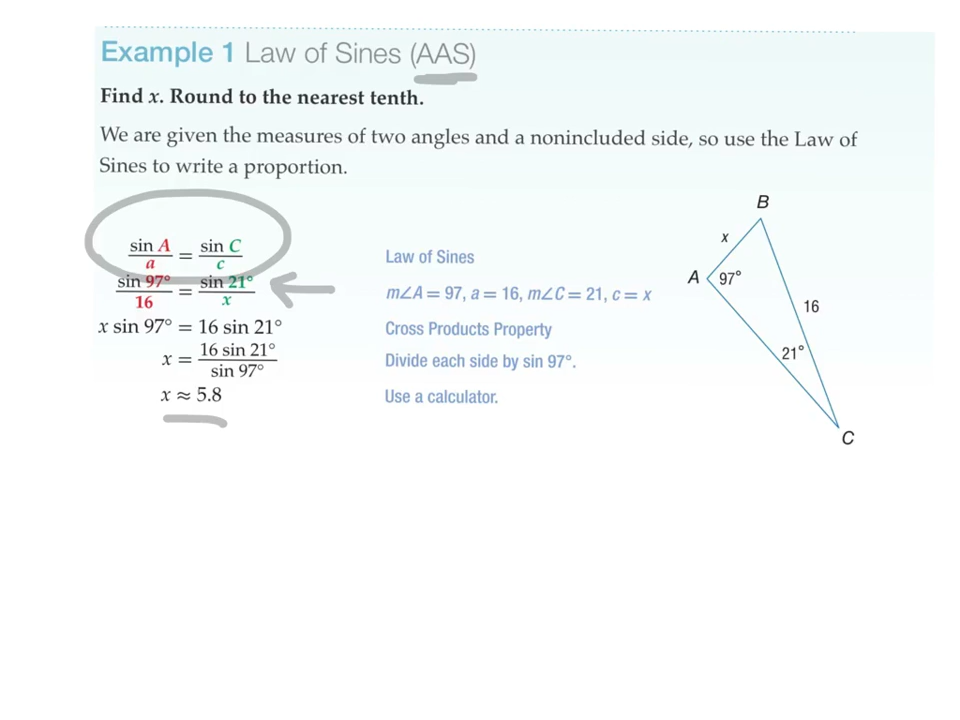 Example 1 Law of Sines (AAS)
Find x. Round to the nearest tenth.
We are given the measures of two angles and a nonincluded side, so use the Law of
Sines to write a proportion.
sin A / a = sin C / c Law of Sines
sin 97° / 16 = sin 21° / x m∠A = 97, a = 16, m∠C = 21, c = x
x sin 97° = 16 sin 21° Cross Products Property
x = 16 sin 21° / sin 97° Divide each side by sin 97°.
x ≈ 5.8 Use a calculator.
B
x
A 97°
16
21°
C